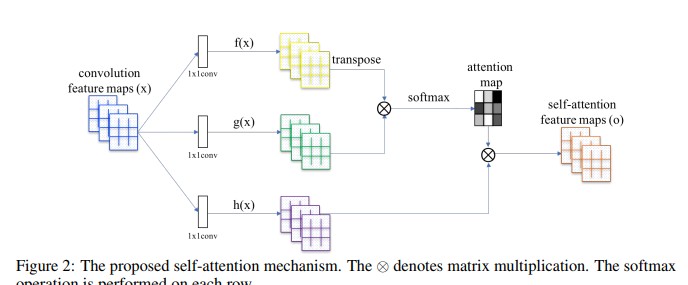 convolution
feature maps (x)
f(x)
1x1conv
transpose
g(x)
1x1conv
softmax
attention
map
self-attention
feature maps (o)
h(x)
1x1conv
Figure 2: The proposed self-attention mechanism. The ⊗ denotes matrix multiplication. The softmax
operation is performed on each row.